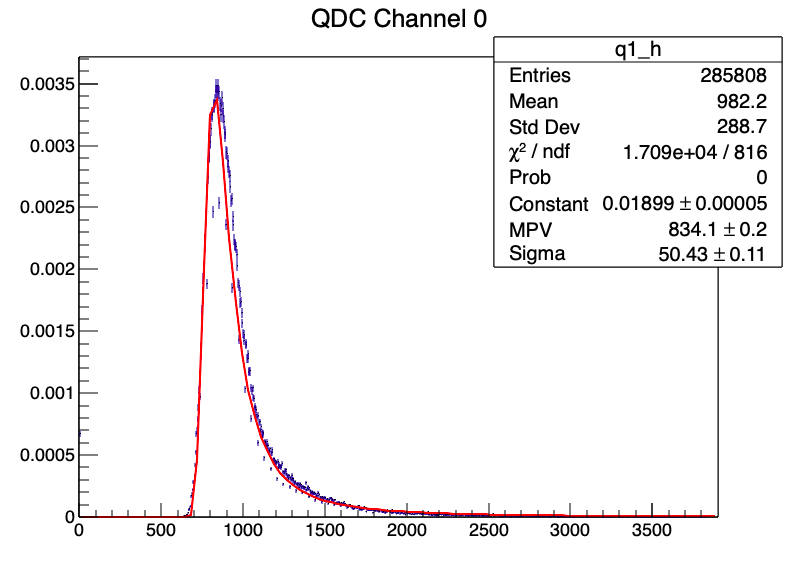 QDC Channel 0
q1_h
Entries 285808
Mean 982.2
Std Dev 288.7
χ² / ndf 1.709e+04 / 816
Prob 0
Constant 0.01899 ± 0.00005
MPV 834.1 ± 0.2
Sigma 50.43 ± 0.11
0.0035
0.003
0.0025
0.002
0.0015
0.001
0.0005
0
0 500 1000 1500 2000 2500 3000 3500